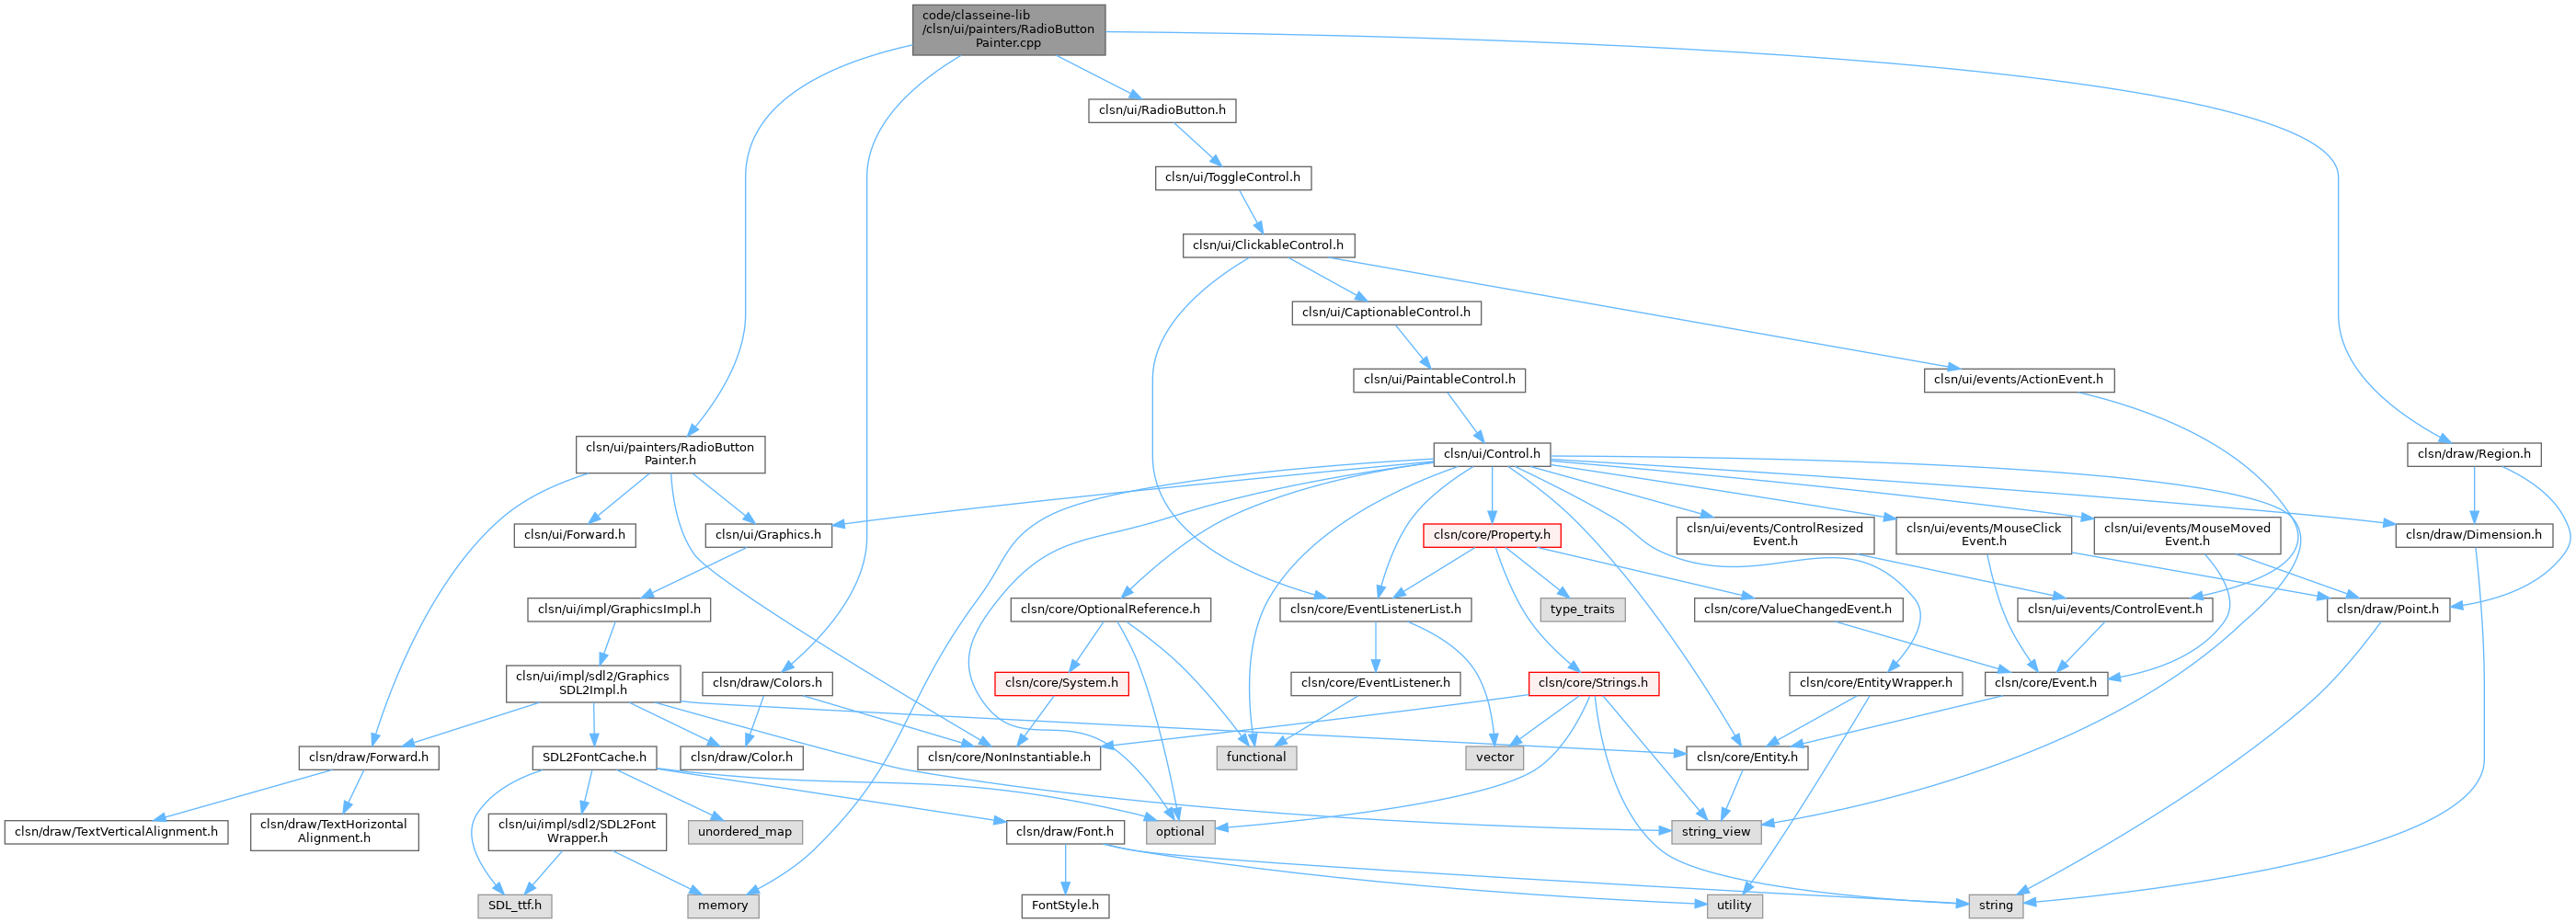 code/classeine-lib
/clsn/ui/painters/RadioButton
Painter.cpp
clsn/ui/RadioButton.h
clsn/ui/ToggleControl.h
clsn/ui/ClickableControl.h
clsn/ui/CaptionableControl.h
clsn/ui/PaintableControl.h
clsn/ui/events/ActionEvent.h
clsn/ui/painters/RadioButton
Painter.h
clsn/ui/Control.h
clsn/draw/Region.h
clsn/ui/Forward.h
clsn/ui/Graphics.h
clsn/core/Property.h
clsn/ui/events/ControlResized
Event.h
clsn/ui/events/MouseClick
Event.h
clsn/ui/events/MouseMoved
Event.h
clsn/draw/Dimension.h
clsn/ui/impl/GraphicsImpl.h
clsn/core/OptionalReference.h
clsn/core/EventListenerList.h
type_traits
clsn/core/ValueChangedEvent.h
clsn/ui/events/ControlEvent.h
clsn/draw/Point.h
clsn/ui/impl/sdl2/Graphics
SDL2Impl.h
clsn/draw/Colors.h
clsn/core/System.h
clsn/core/EventListener.h
clsn/core/Strings.h
clsn/core/EntityWrapper.h
clsn/core/Event.h
clsn/draw/Forward.h
SDL2FontCache.h
clsn/draw/Color.h
clsn/core/NonInstantiable.h
functional
vector
clsn/core/Entity.h
clsn/draw/TextVerticalAlignment.h
clsn/draw/TextHorizontal
Alignment.h
clsn/ui/impl/sdl2/SDL2Font
Wrapper.h
unordered_map
clsn/draw/Font.h
optional
string_view
SDL_ttf.h
memory
FontStyle.h
utility
string